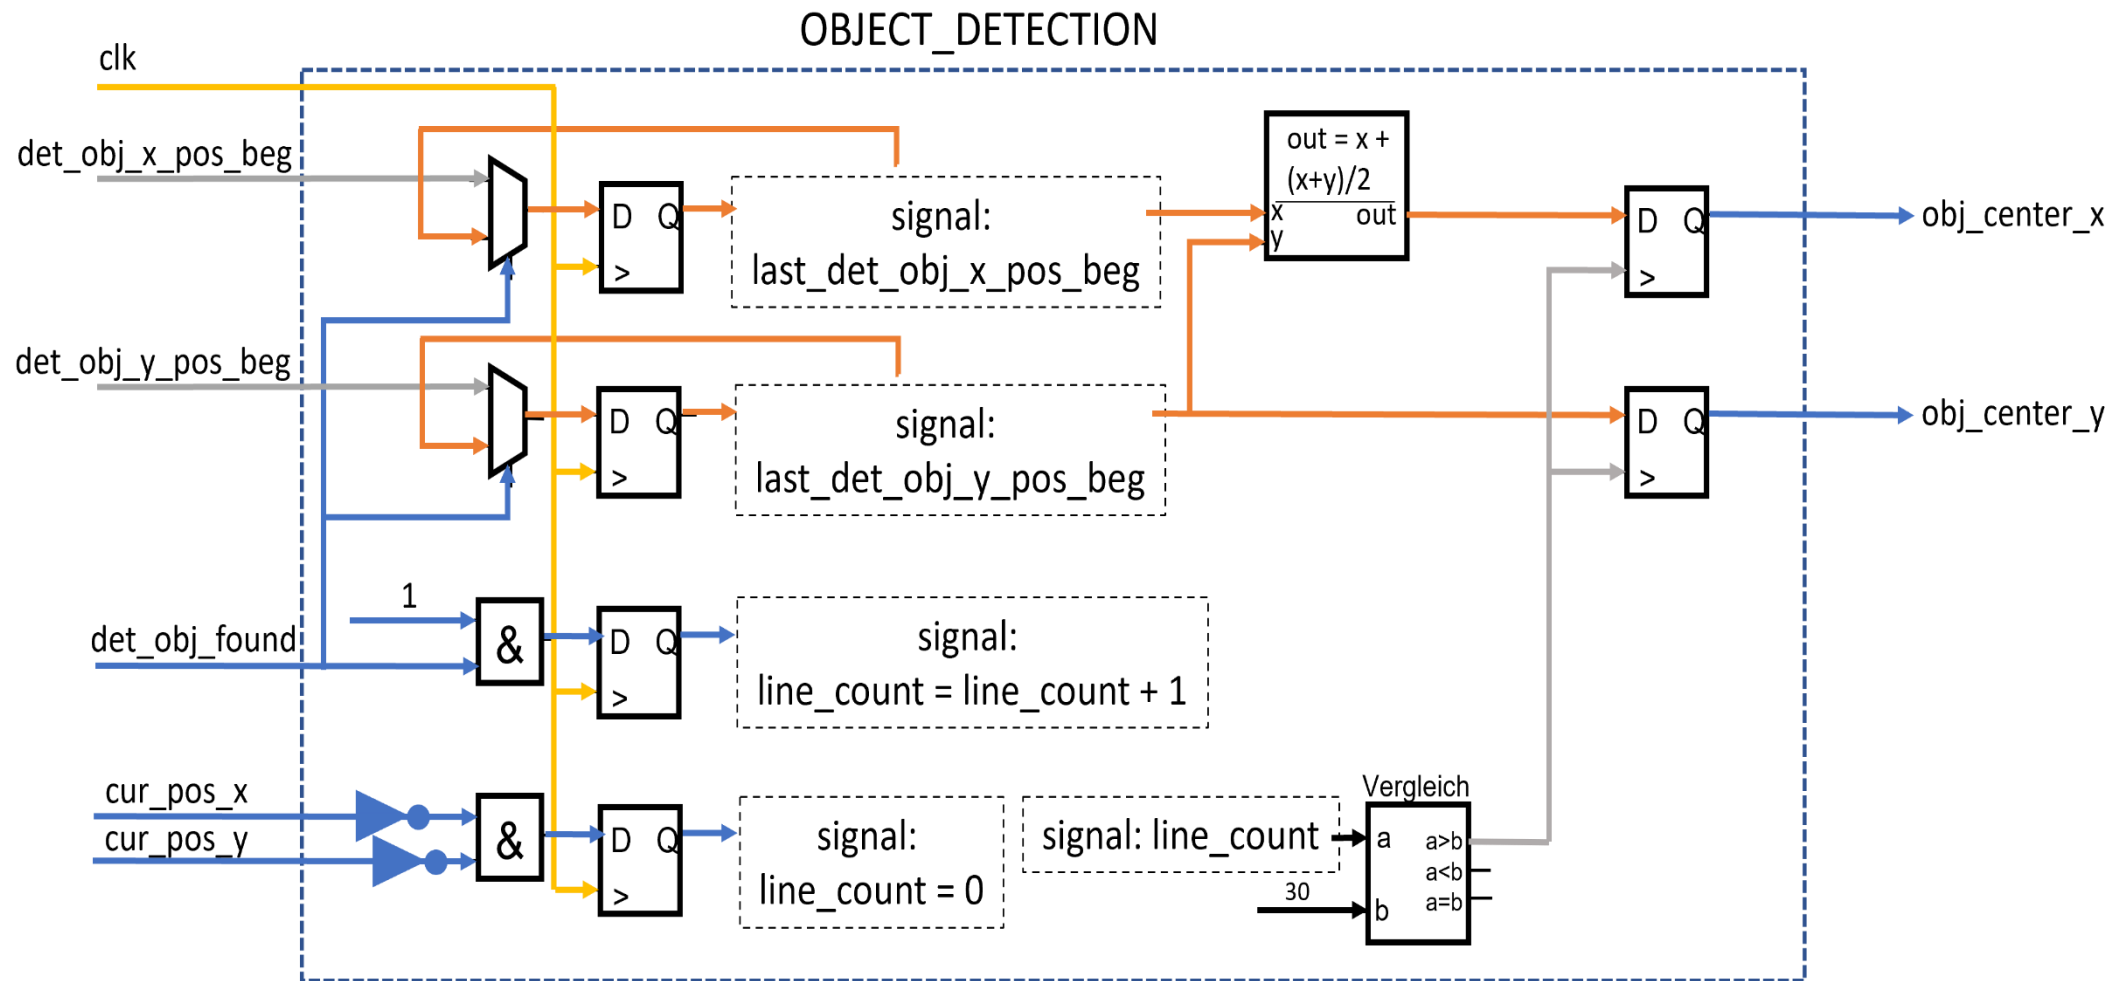 OBJECT_DETECTION
clk
det_obj_x_pos_beg
D Q
>
signal:
last_det_obj_x_pos_beg
out = x +
(x+y)/2
x
out
y
D Q
>
obj_center_x
det_obj_y_pos_beg
D Q
>
signal:
last_det_obj_y_pos_beg
D Q
>
obj_center_y
1
det_obj_found
&
D Q
>
signal:
line_count = line_count + 1
cur_pos_x
cur_pos_y
&
D Q
>
signal:
line_count = 0
signal: line_count
30
Vergleich
a
a>b
a<b
a=b
b